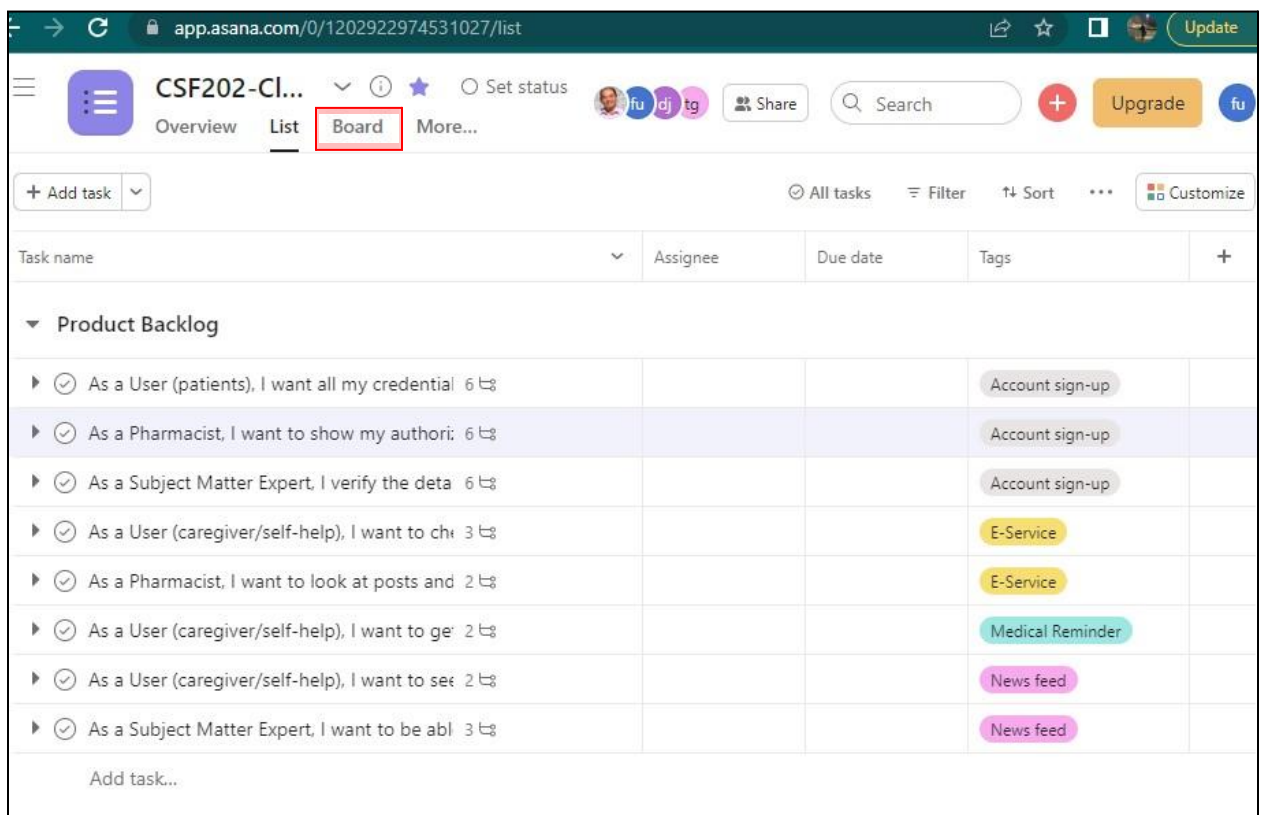 app.asana.com/0/1202922974531027/list
Update
CSF202-Cl...
Set status
fu dj tg
Share
Search
Upgrade
fu
Overview List Board More...
+ Add task
All tasks Filter Sort ... Customize
Task name Assignee Due date Tags +
Product Backlog
As a User (patients), I want all my credential 6 Account sign-up
As a Pharmacist, I want to show my authori 6 Account sign-up
As a Subject Matter Expert, I verify the deta 6 Account sign-up
As a User (caregiver/self-help), I want to che 3 E-Service
As a Pharmacist, I want to look at posts and 2 E-Service
As a User (caregiver/self-help), I want to ge 2 Medical Reminder
As a User (caregiver/self-help), I want to see 2 News feed
As a Subject Matter Expert, I want to be abl 3 News feed
Add task...